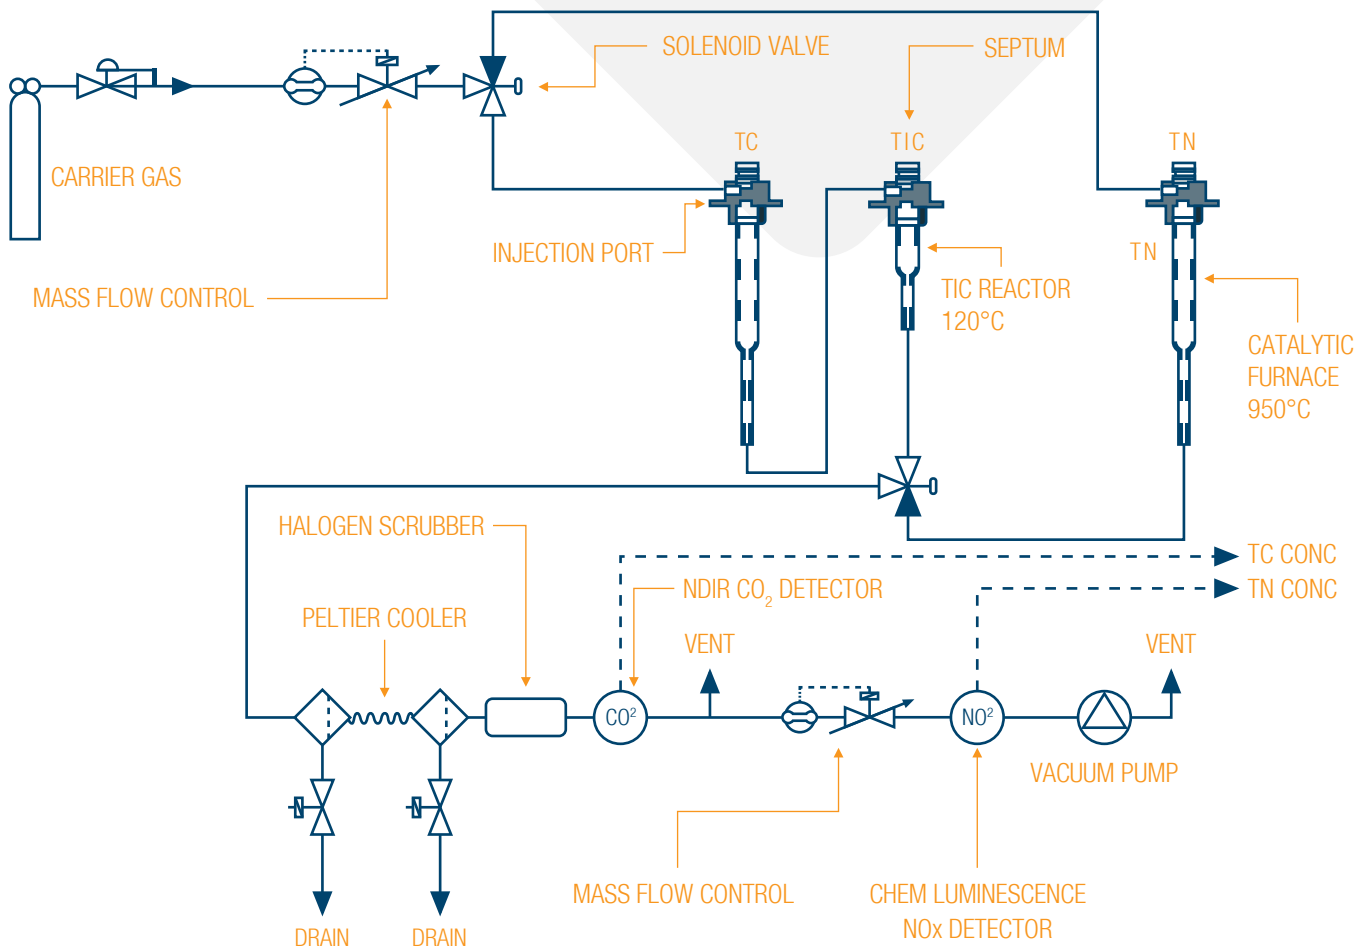 SOLENOID VALVE
SEPTUM
TC
TIC
TN
CARRIER GAS
INJECTION PORT
TN
MASS FLOW CONTROL
TIC REACTOR
120°C
CATALYTIC
FURNACE
950°C
HALOGEN SCRUBBER
TC CONC
NDIR CO₂ DETECTOR
TN CONC
PELTIER COOLER
VENT
VENT
CO²
NO²
VACUUM PUMP
MASS FLOW CONTROL
CHEM LUMINESCENCE
NOx DETECTOR
DRAIN
DRAIN